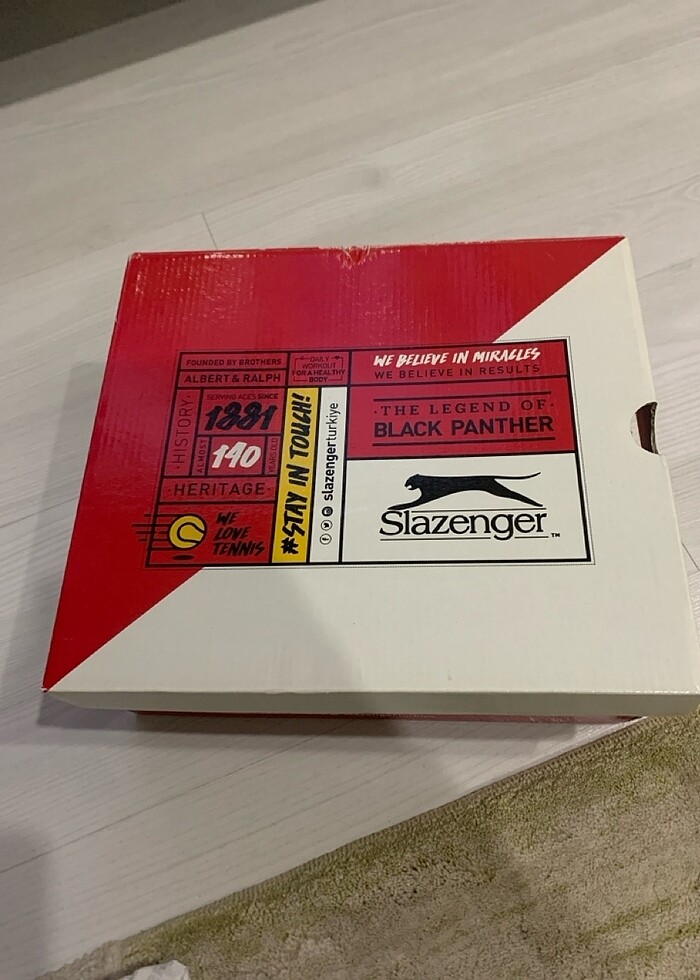 FOUNDED BY BROTHERS
ALBERT & RALPH
DAILY
WORKOUT
FOR A HEALTHY
BODY
·HISTORY·
SERVING ACES SINCE
1881
ALMOST
140
YEARS OLD
·HERITAGE·
WE
LOVE
TENNIS
#STAY IN TOUCH!
slazengerturkiye
WE BELIEVE IN MIRACLES
WE BELIEVE IN RESULTS
·THE LEGEND OF·
BLACK PANTHER
Slazenger™